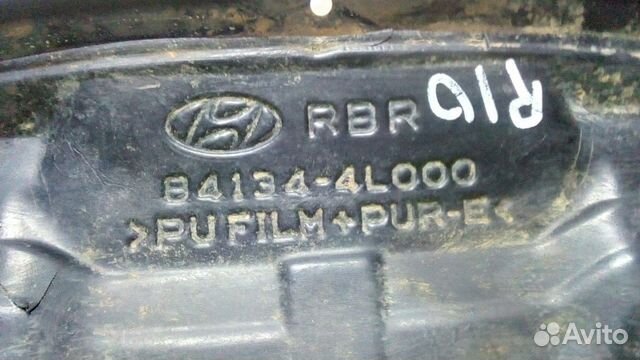 RBR
RIO
84134-4L000
>PU FILM+PUR-E<
Avito